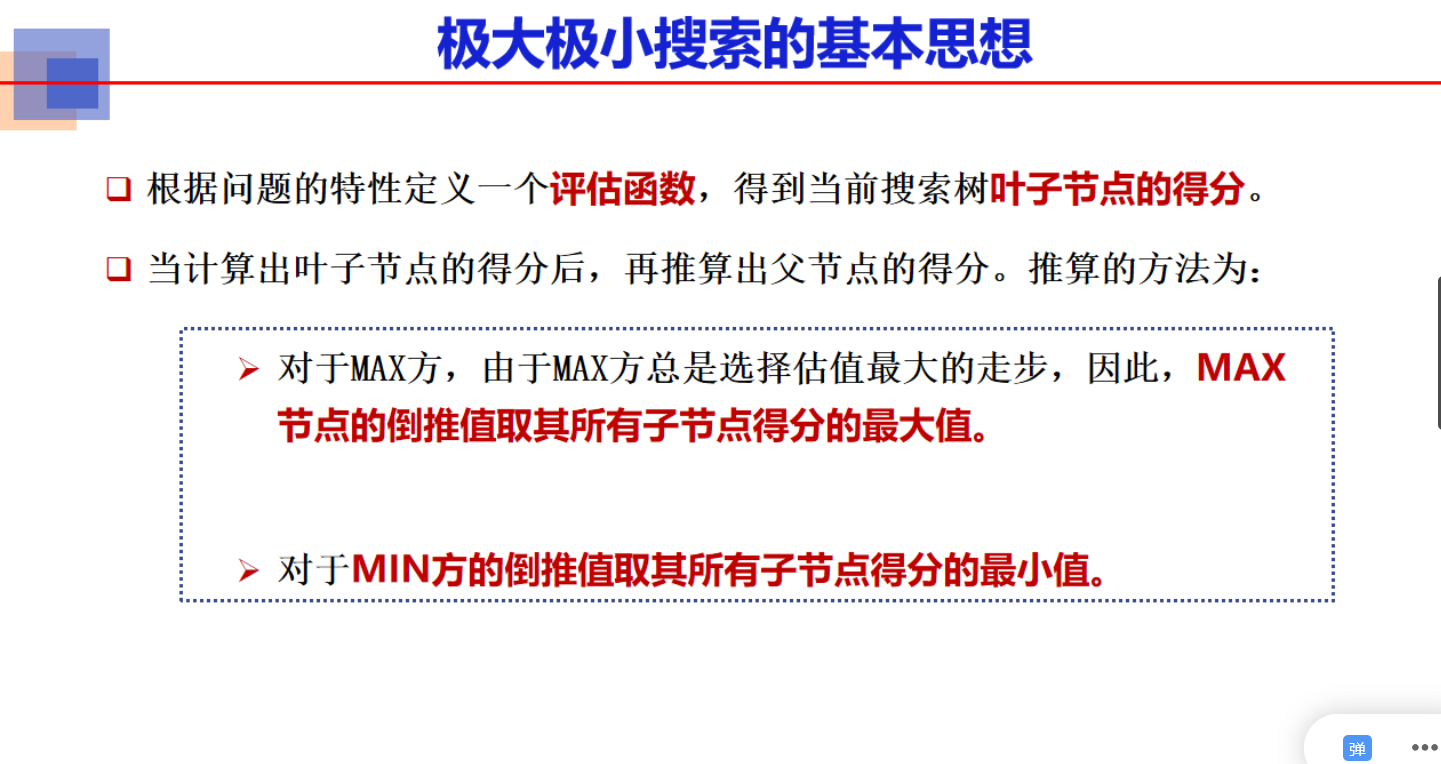 极大极小搜索的基本思想
根据问题的特性定义一个评估函数，得到当前搜索树叶子节点的得分。
当计算出叶子节点的得分后，再推算出父节点的得分。推算的方法为：
对于MAX方，由于MAX方总是选择估值最大的走步，因此，MAX
节点的倒推值取其所有子节点得分的最大值。
对于MIN方的倒推值取其所有子节点得分的最小值。
弹